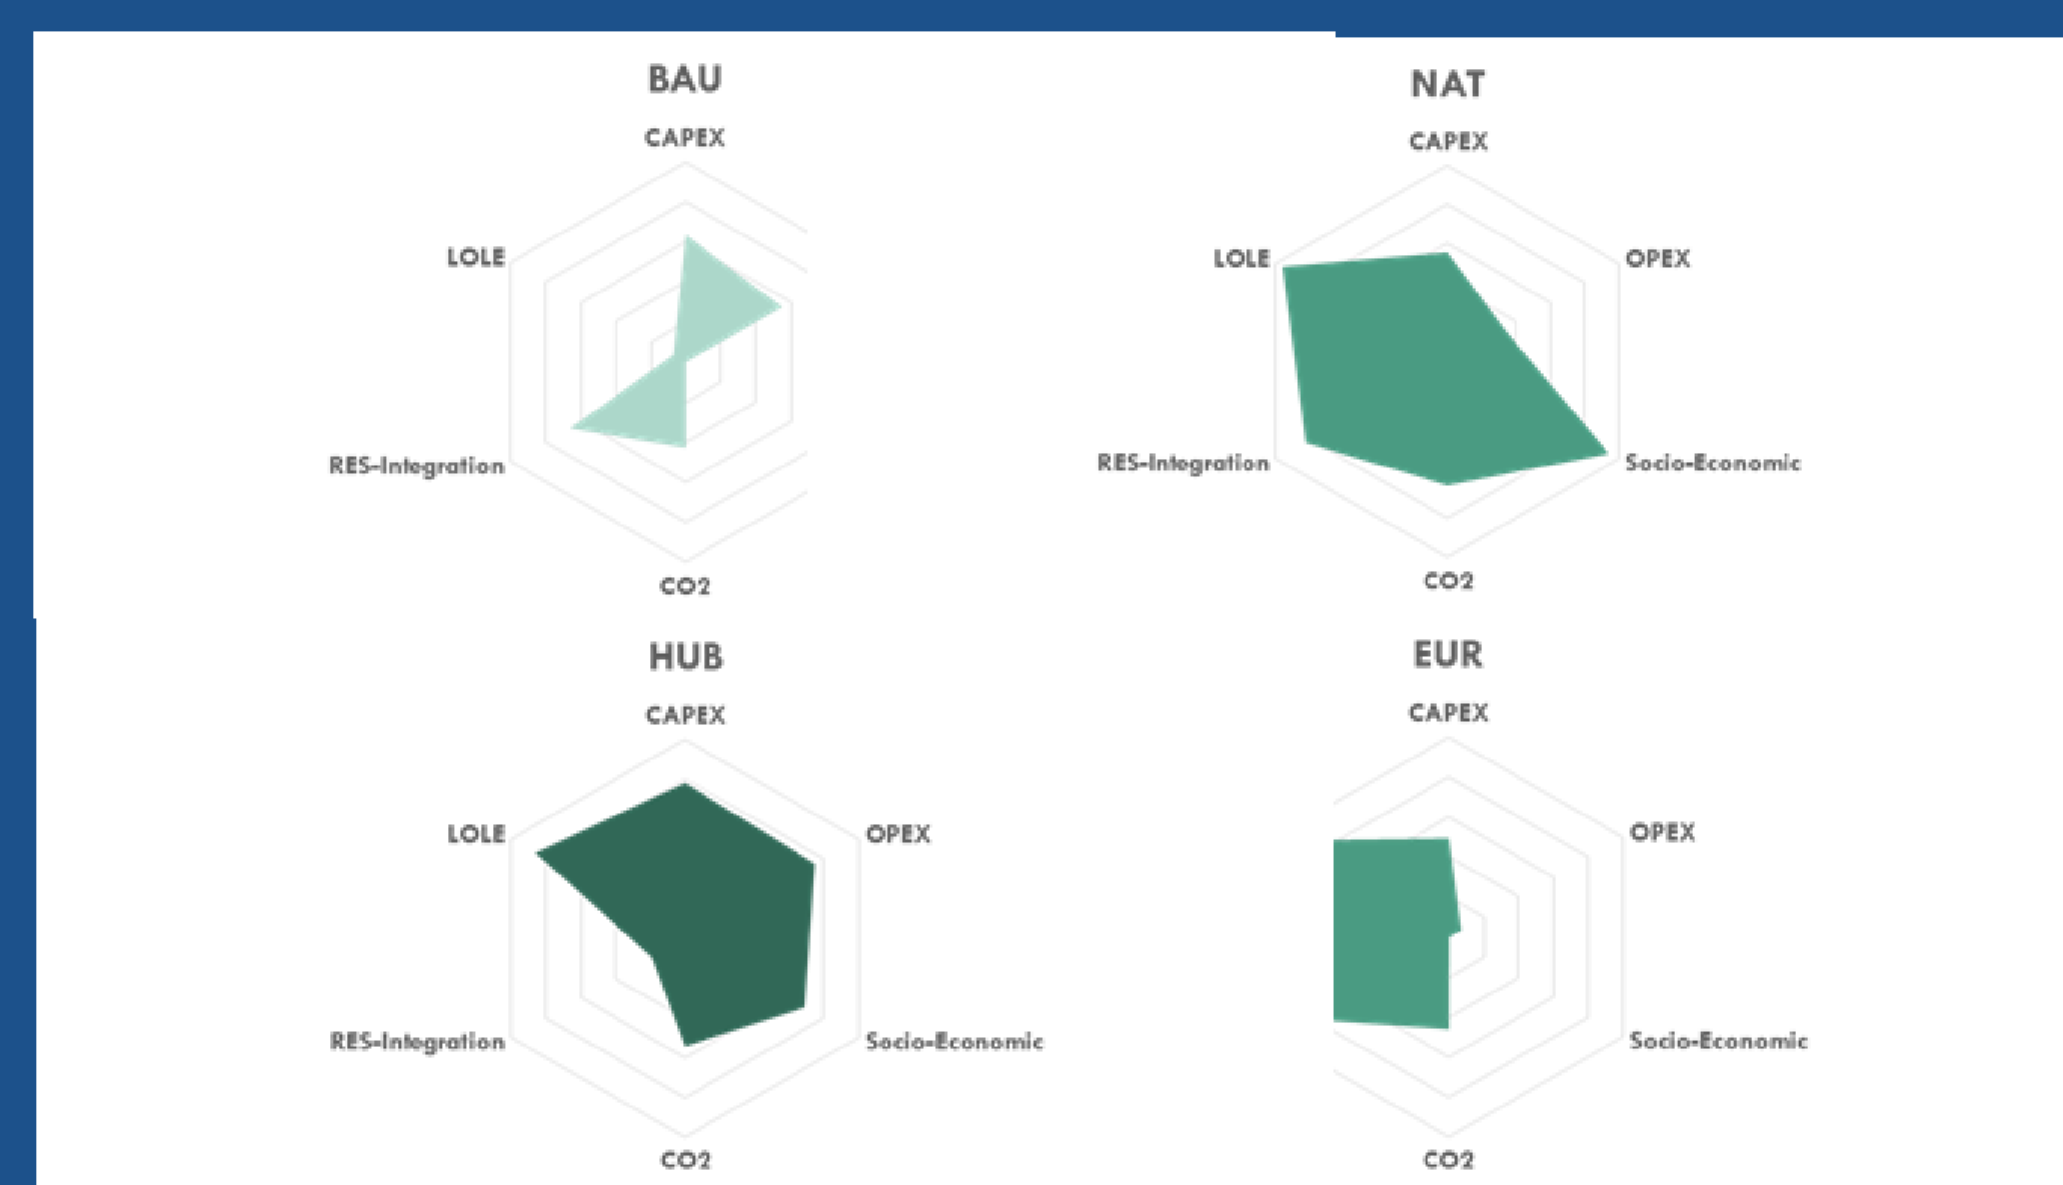 BAU
CAPEX
LOLE
RES-Integration
CO2
NAT
CAPEX
LOLE
OPEX
RES-Integration
Socio-Economic
CO2
HUB
CAPEX
LOLE
OPEX
RES-Integration
Socio-Economic
CO2
EUR
CAPEX
OPEX
Socio-Economic
CO2